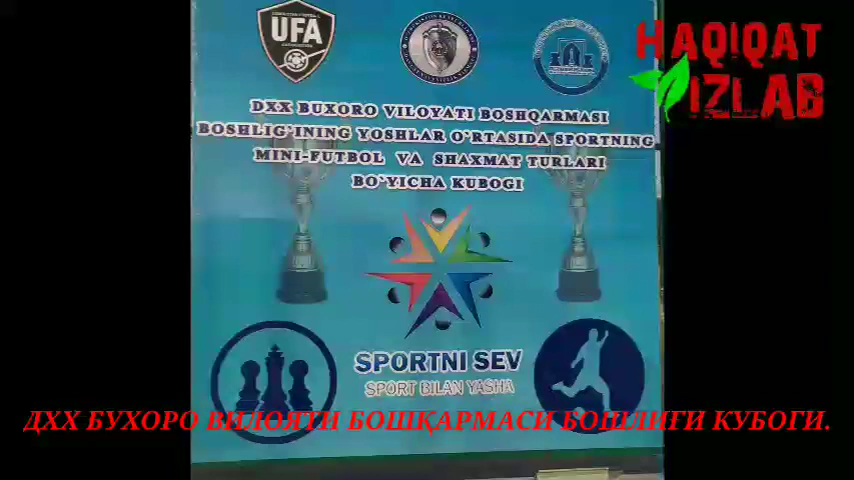 UFA
HAQIQAT
IZLAB
DXX BUXORO VILOYATI BOSHQARMASI
BOSHLIG`INING YOSHLAR O`RTASIDA SPORTNING
MINI-FUTBOL VA SHAXMAT TURLARI
BO`YICHA KUBOGI
SPORTNI SEV
SPORT BILAN YASHA
ДХХ БУХОРО ВИЛОЯТИ БОШҚАРМАСИ БОШЛИҒИ КУБОГИ.